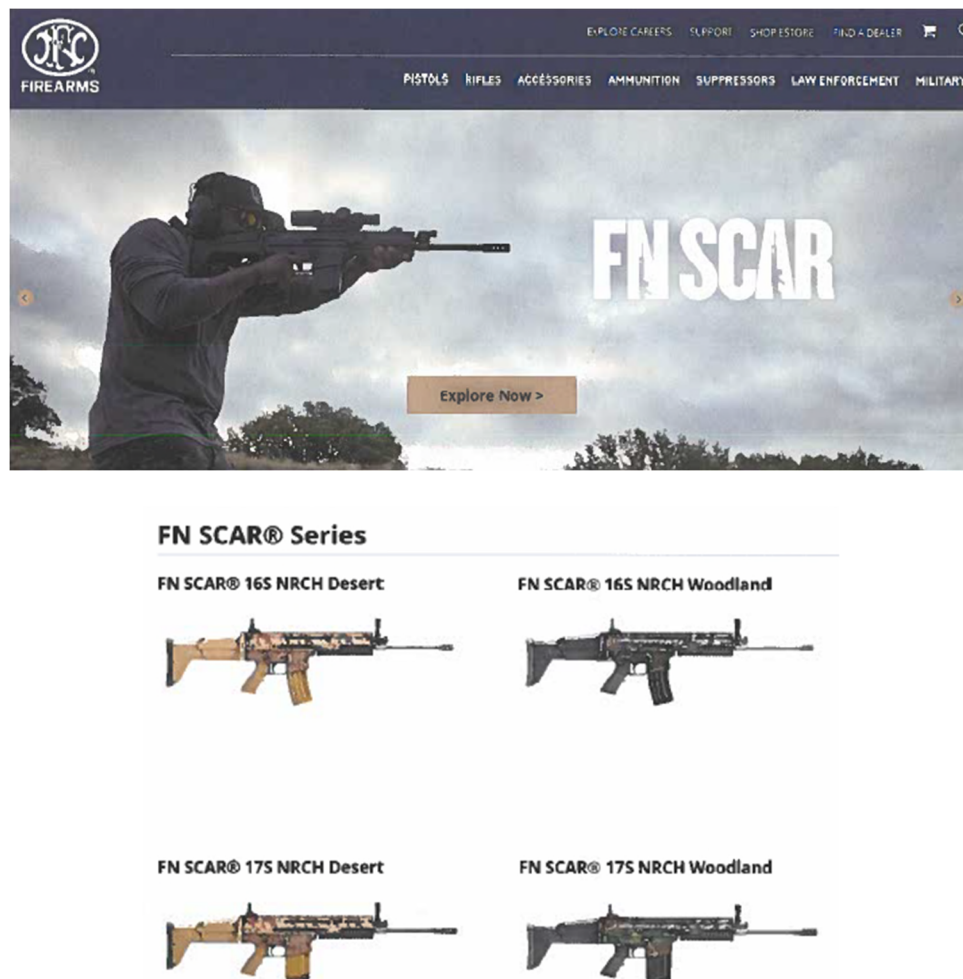 EXPLORE CAREERS SUPPORT SHOP ESTORE FIND A DEALER
FN
FIREARMS
PISTOLS RIFLES ACCESSORIES AMMUNITION SUPPRESSORS LAW ENFORCEMENT MILITARY
FN SCAR
Explore Now >
FN SCAR® Series
FN SCAR® 16S NRCH Desert
FN SCAR® 16S NRCH Woodland
FN SCAR® 17S NRCH Desert
FN SCAR® 17S NRCH Woodland